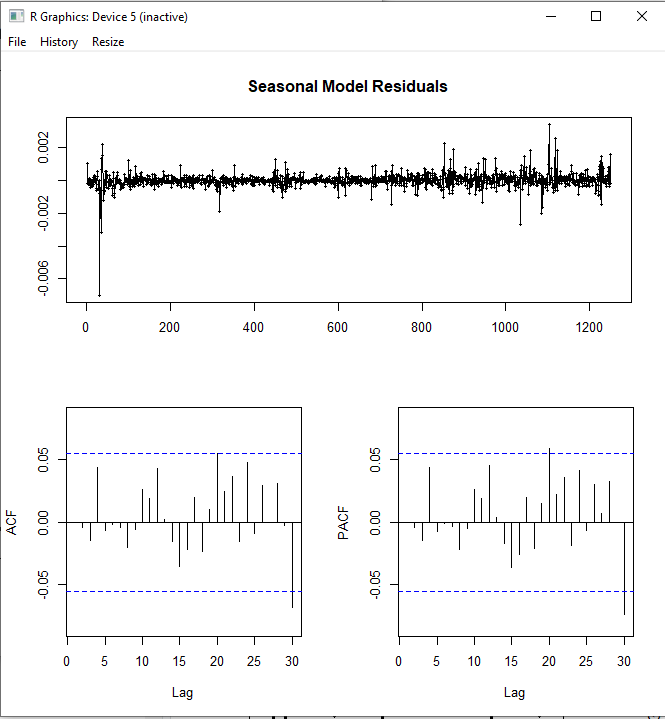 R Graphics: Device 5 (inactive)
File History Resize
Seasonal Model Residuals
0.002
-0.002
-0.006
0 200 400 600 800 1000 1200
ACF
0.05
0.00
-0.05
0 5 10 15 20 25 30
Lag
PACF
0.05
0.00
-0.05
0 5 10 15 20 25 30
Lag